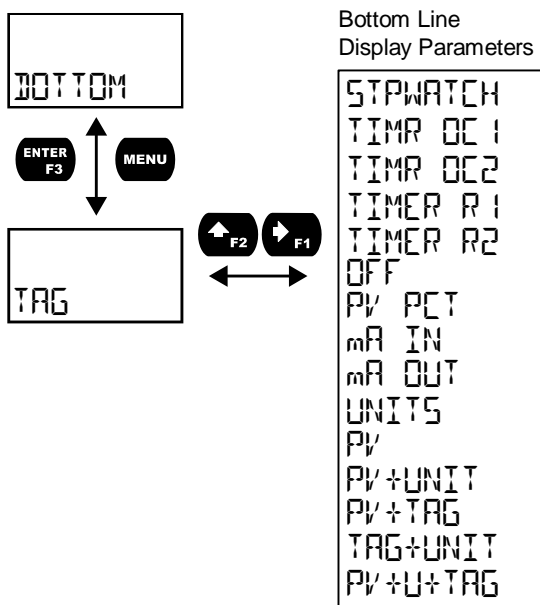 Bottom Line
Display Parameters
BOTTOM
ENTER
F3
MENU
TAG
F2
F1
STPWATCH
TIMR OC1
TIMR OC2
TIMER R1
TIMER R2
OFF
PV PCT
mA IN
mA OUT
UNITS
PV
PV+UNIT
PV+TAG
TAG+UNIT
PV+U+TAG